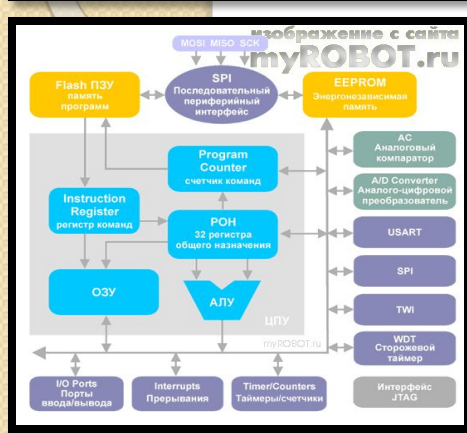 изображение с сайта
myROBOT.ru
MOSI MISO SCK
Flash ПЗУ
память
программ
SPI
Последовательный
периферийный
интерфейс
EEPROM
Энергонезависимая
память
Program
Counter
счетчик команд
AC
Аналоговый
компаратор
A/D Converter
Аналого-цифровой
преобразователь
Instruction
Register
регистр команд
РОН
32 регистра
общего назначения
USART
SPI
ОЗУ
АЛУ
ЦПУ
TWI
myROBOT.ru
WDT
Сторожевой
таймер
I/O Ports
Порты
ввода/вывода
Interrupts
Прерывания
Timer/Counters
Таймеры/счетчики
Интерфейс
JTAG